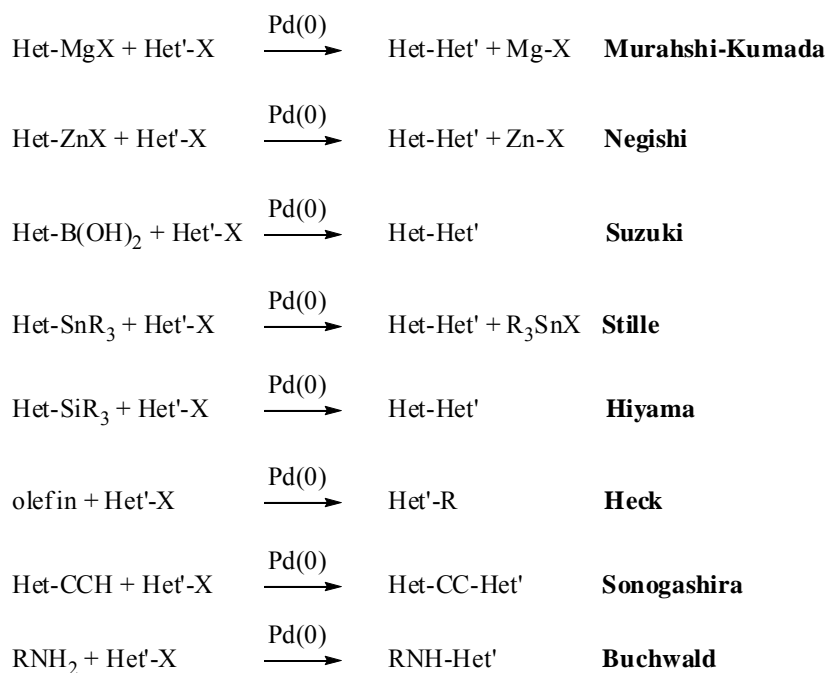 Pd(0)
Het-MgX + Het'-X Het-Het' + Mg-X Murahshi-Kumada
Pd(0)
Het-ZnX + Het'-X Het-Het' + Zn-X Negishi
Pd(0)
Het-B(OH)2 + Het'-X Het-Het' Suzuki
Pd(0)
Het-SnR3 + Het'-X Het-Het' + R3SnX Stille
Pd(0)
Het-SiR3 + Het'-X Het-Het' Hiyama
Pd(0)
olefin + Het'-X Het'-R Heck
Pd(0)
Het-CCH + Het'-X Het-CC-Het' Sonogashira
Pd(0)
RNH2 + Het'-X RNH-Het' Buchwald